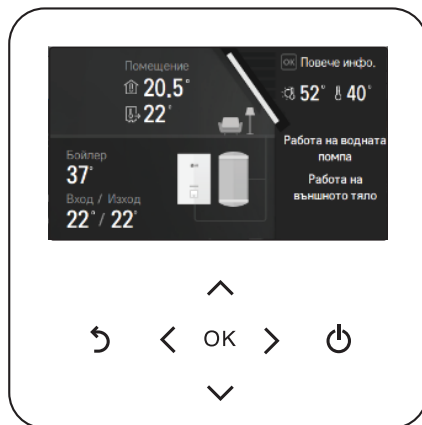 Помещение
20.5°
22°
OK Повече инфо.
52° 40°
Работа на водната
помпа
Работа на
външното тяло
Бойлер
37°
Вход / Изход
22° / 22°
OK